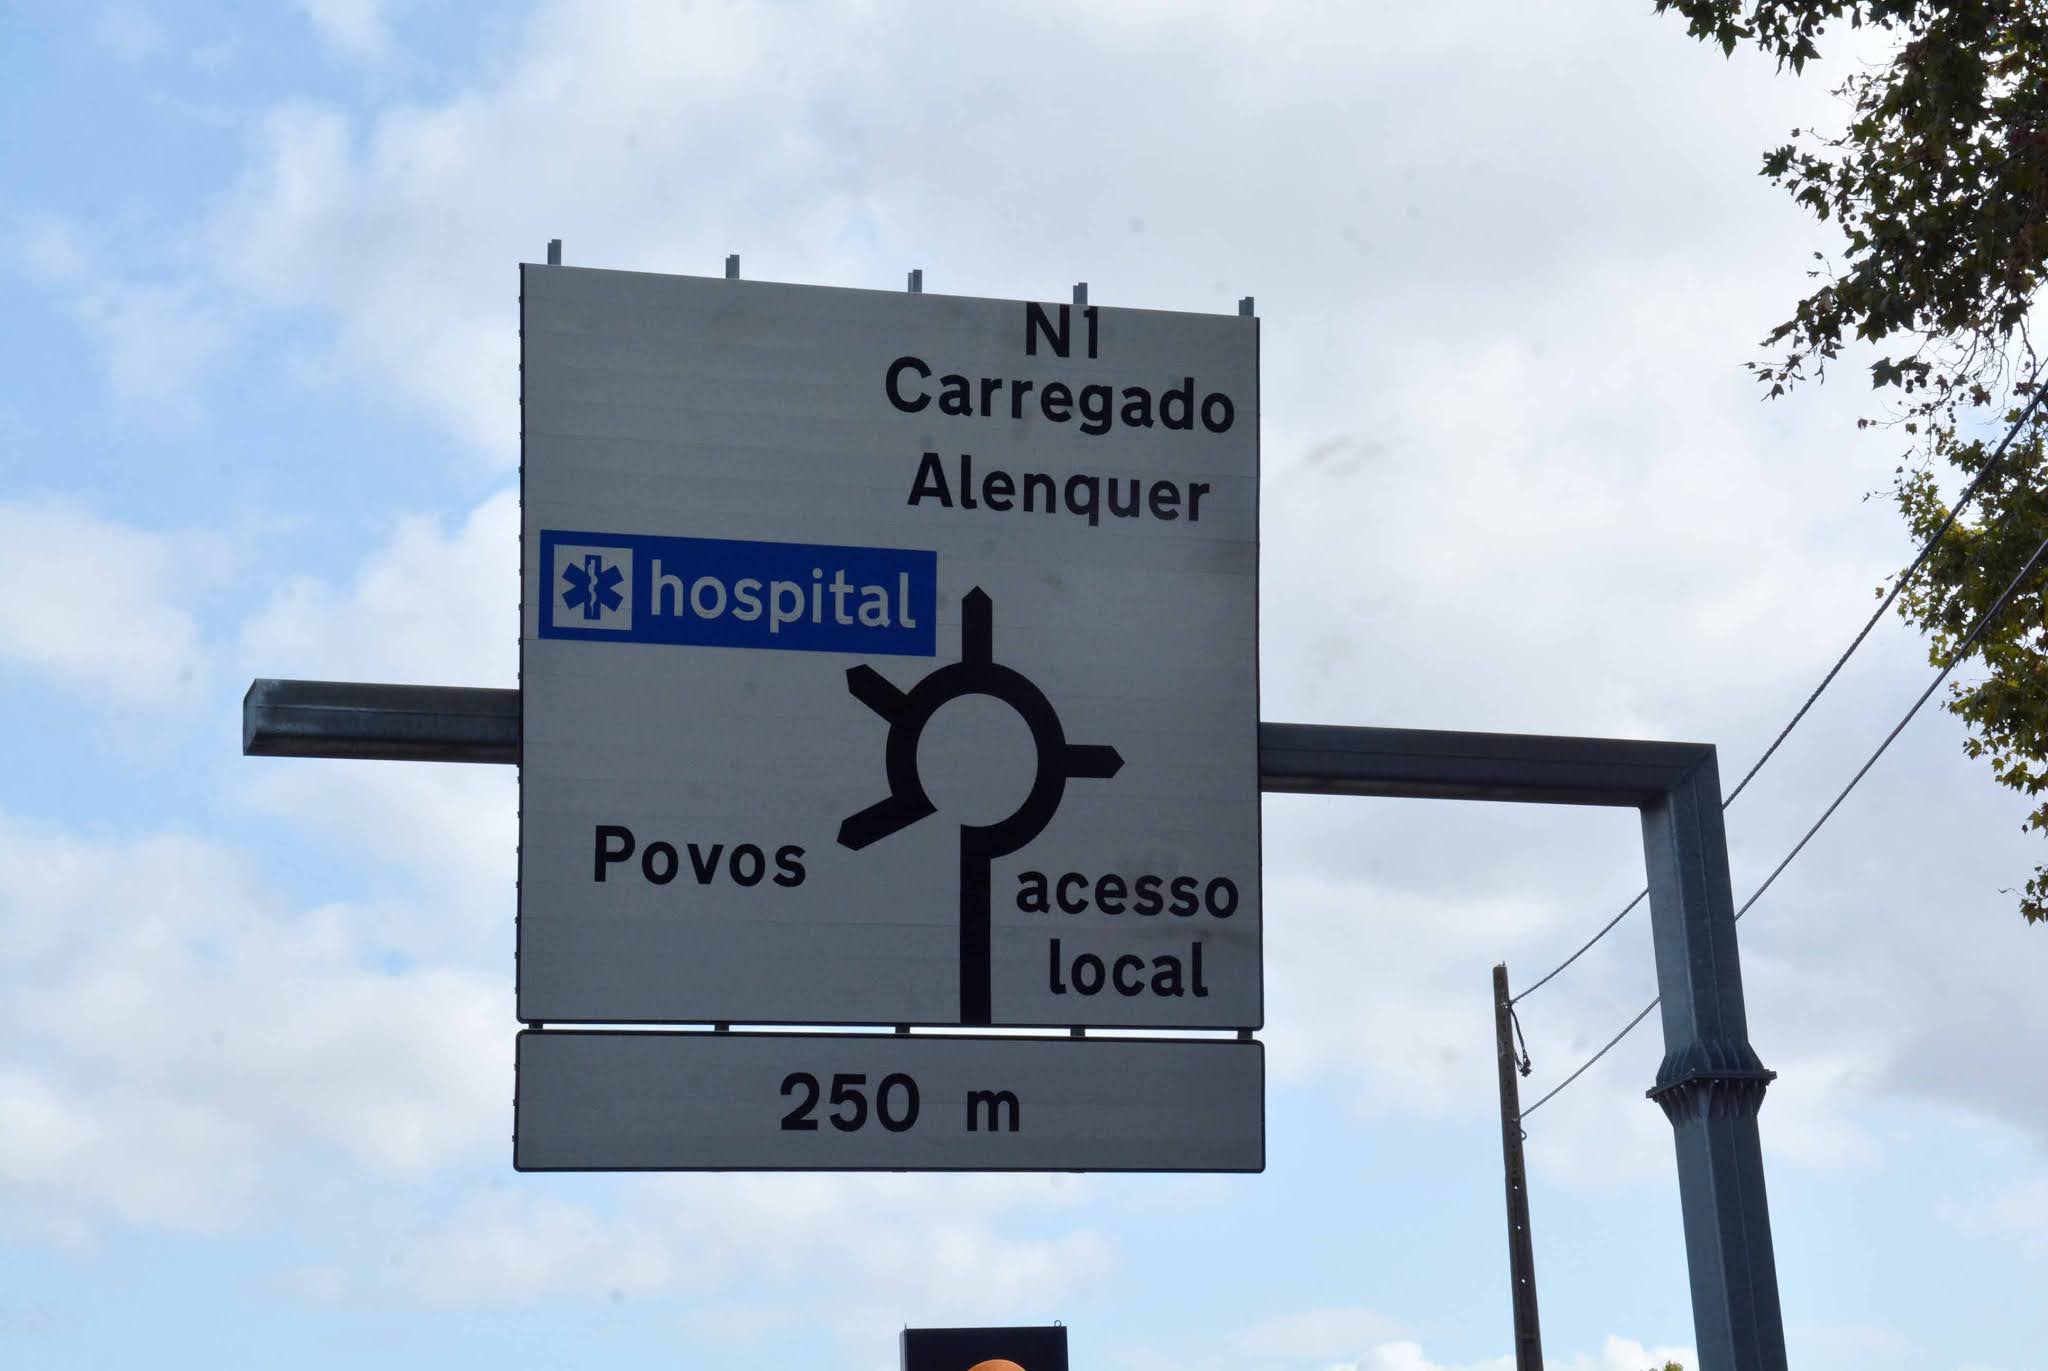 N1
Carregado
Alenquer
hospital
Povos
acesso
local
250 m